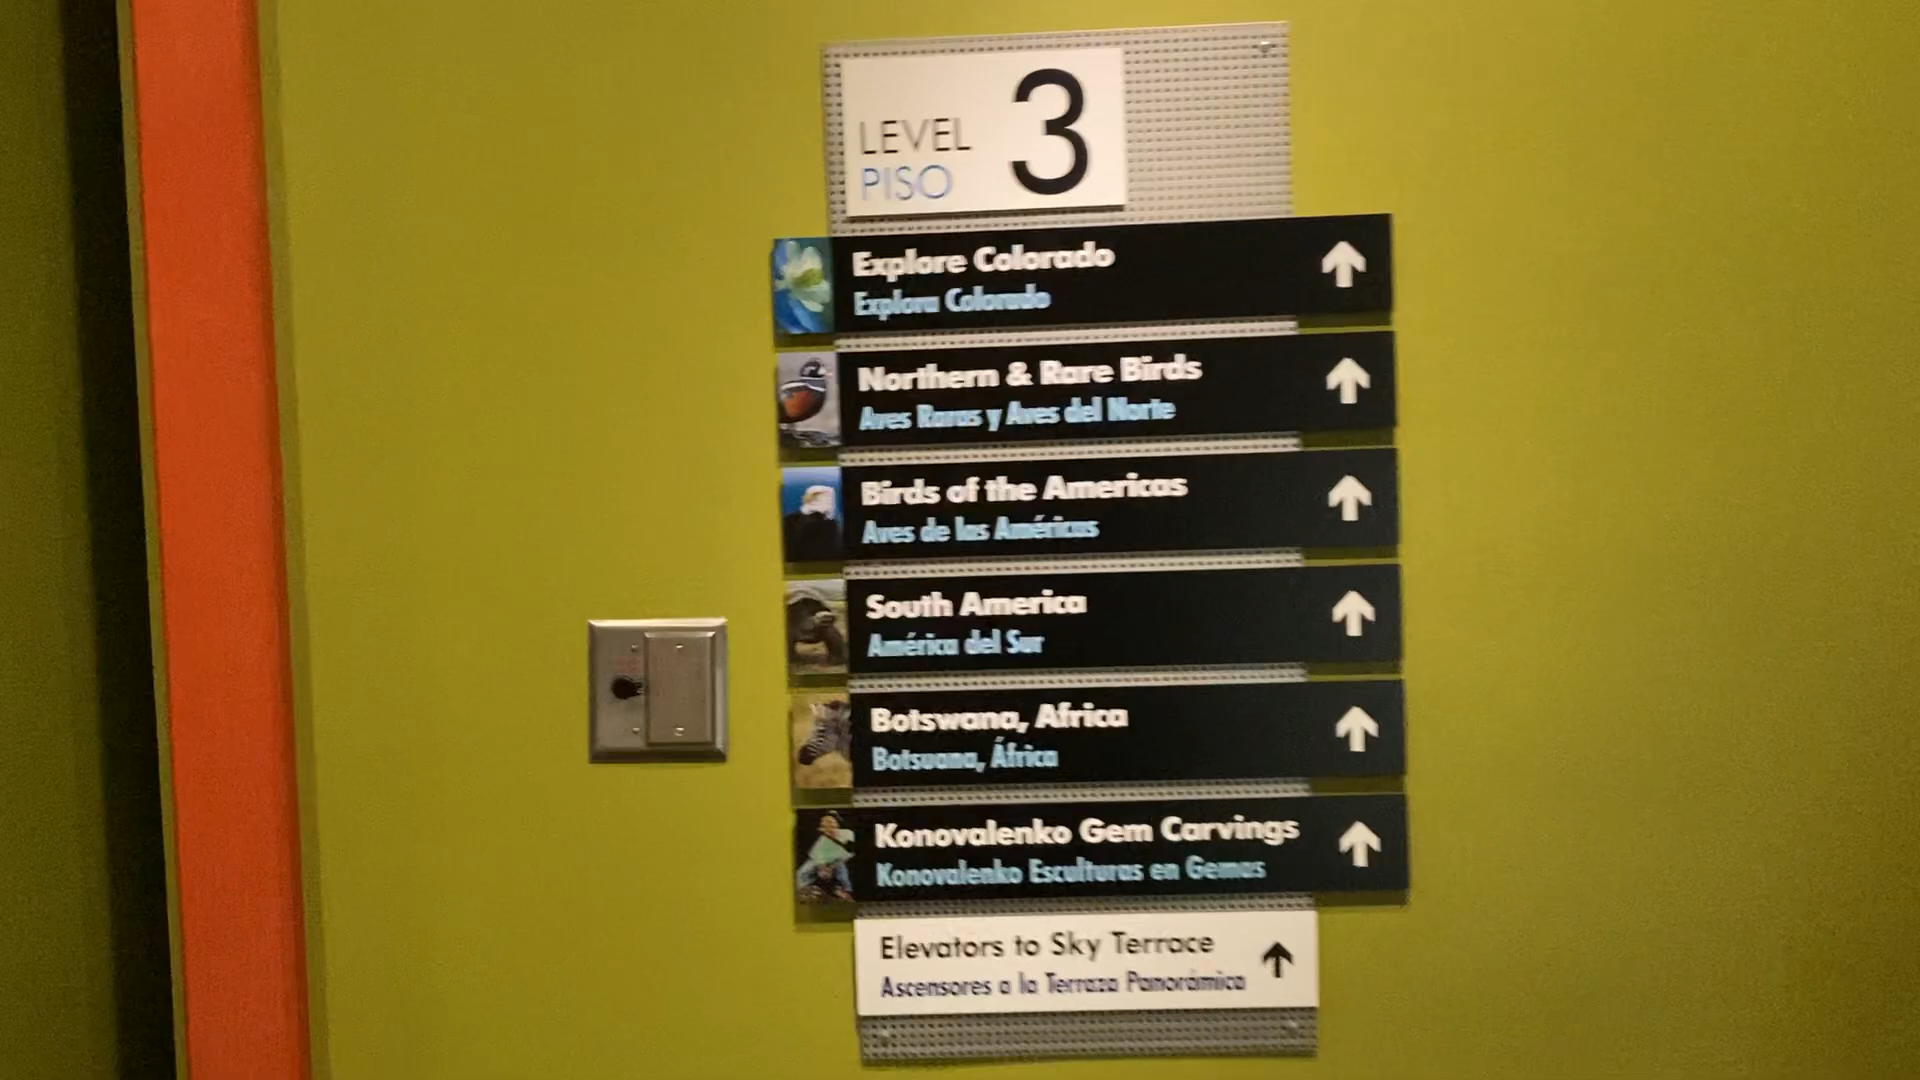 LEVEL 3
PISO
Explore Colorado
Explora Colorado
Northern & Rare Birds
Aves Raras y Aves del Norte
Birds of the Americas
Aves de las Américas
South America
América del Sur
Botswana, Africa
Botsuana, África
Konovalenko Gem Carvings
Konovalenko Esculturas en Gemas
Elevators to Sky Terrace
Ascensores a la Terraza Panorámica